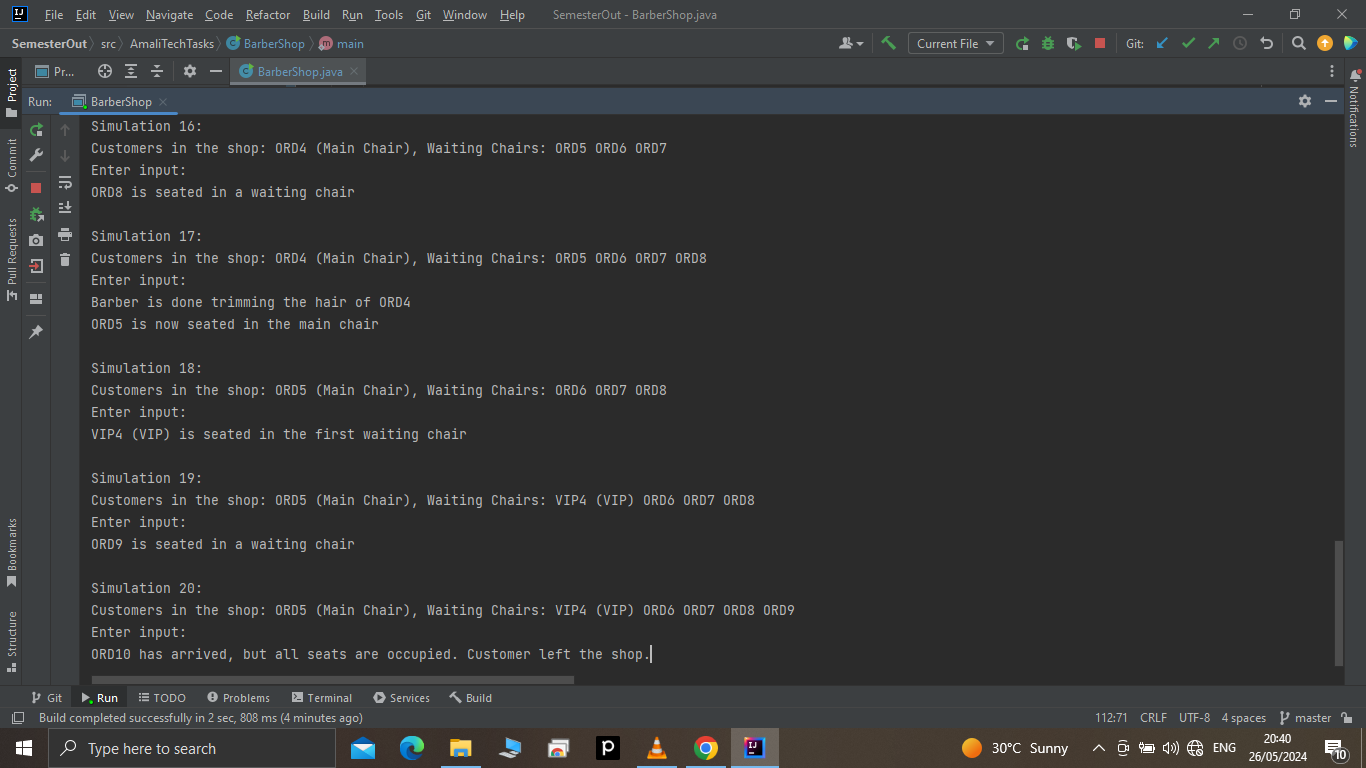 File Edit View Navigate Code Refactor Build Run Tools Git Window Help SemesterOut - BarberShop.java
SemesterOut src AmaliTechTasks BarberShop main Current File Git:
Pr... BarberShop.java
Run: BarberShop
Project
Commit
Pull Requests
Bookmarks
Structure
Notifications
Simulation 16:
Customers in the shop: ORD4 (Main Chair), Waiting Chairs: ORD5 ORD6 ORD7
Enter input:
ORD8 is seated in a waiting chair
Simulation 17:
Customers in the shop: ORD4 (Main Chair), Waiting Chairs: ORD5 ORD6 ORD7 ORD8
Enter input:
Barber is done trimming the hair of ORD4
ORD5 is now seated in the main chair
Simulation 18:
Customers in the shop: ORD5 (Main Chair), Waiting Chairs: ORD6 ORD7 ORD8
Enter input:
VIP4 (VIP) is seated in the first waiting chair
Simulation 19:
Customers in the shop: ORD5 (Main Chair), Waiting Chairs: VIP4 (VIP) ORD6 ORD7 ORD8
Enter input:
ORD9 is seated in a waiting chair
Simulation 20:
Customers in the shop: ORD5 (Main Chair), Waiting Chairs: VIP4 (VIP) ORD6 ORD7 ORD8 ORD9
Enter input:
ORD10 has arrived, but all seats are occupied. Customer left the shop.
Git Run TODO Problems Terminal Services Build
Build completed successfully in 2 sec, 808 ms (4 minutes ago) 112:71 CRLF UTF-8 4 spaces master
Type here to search 30°C Sunny ENG 20:40
26/05/2024 10